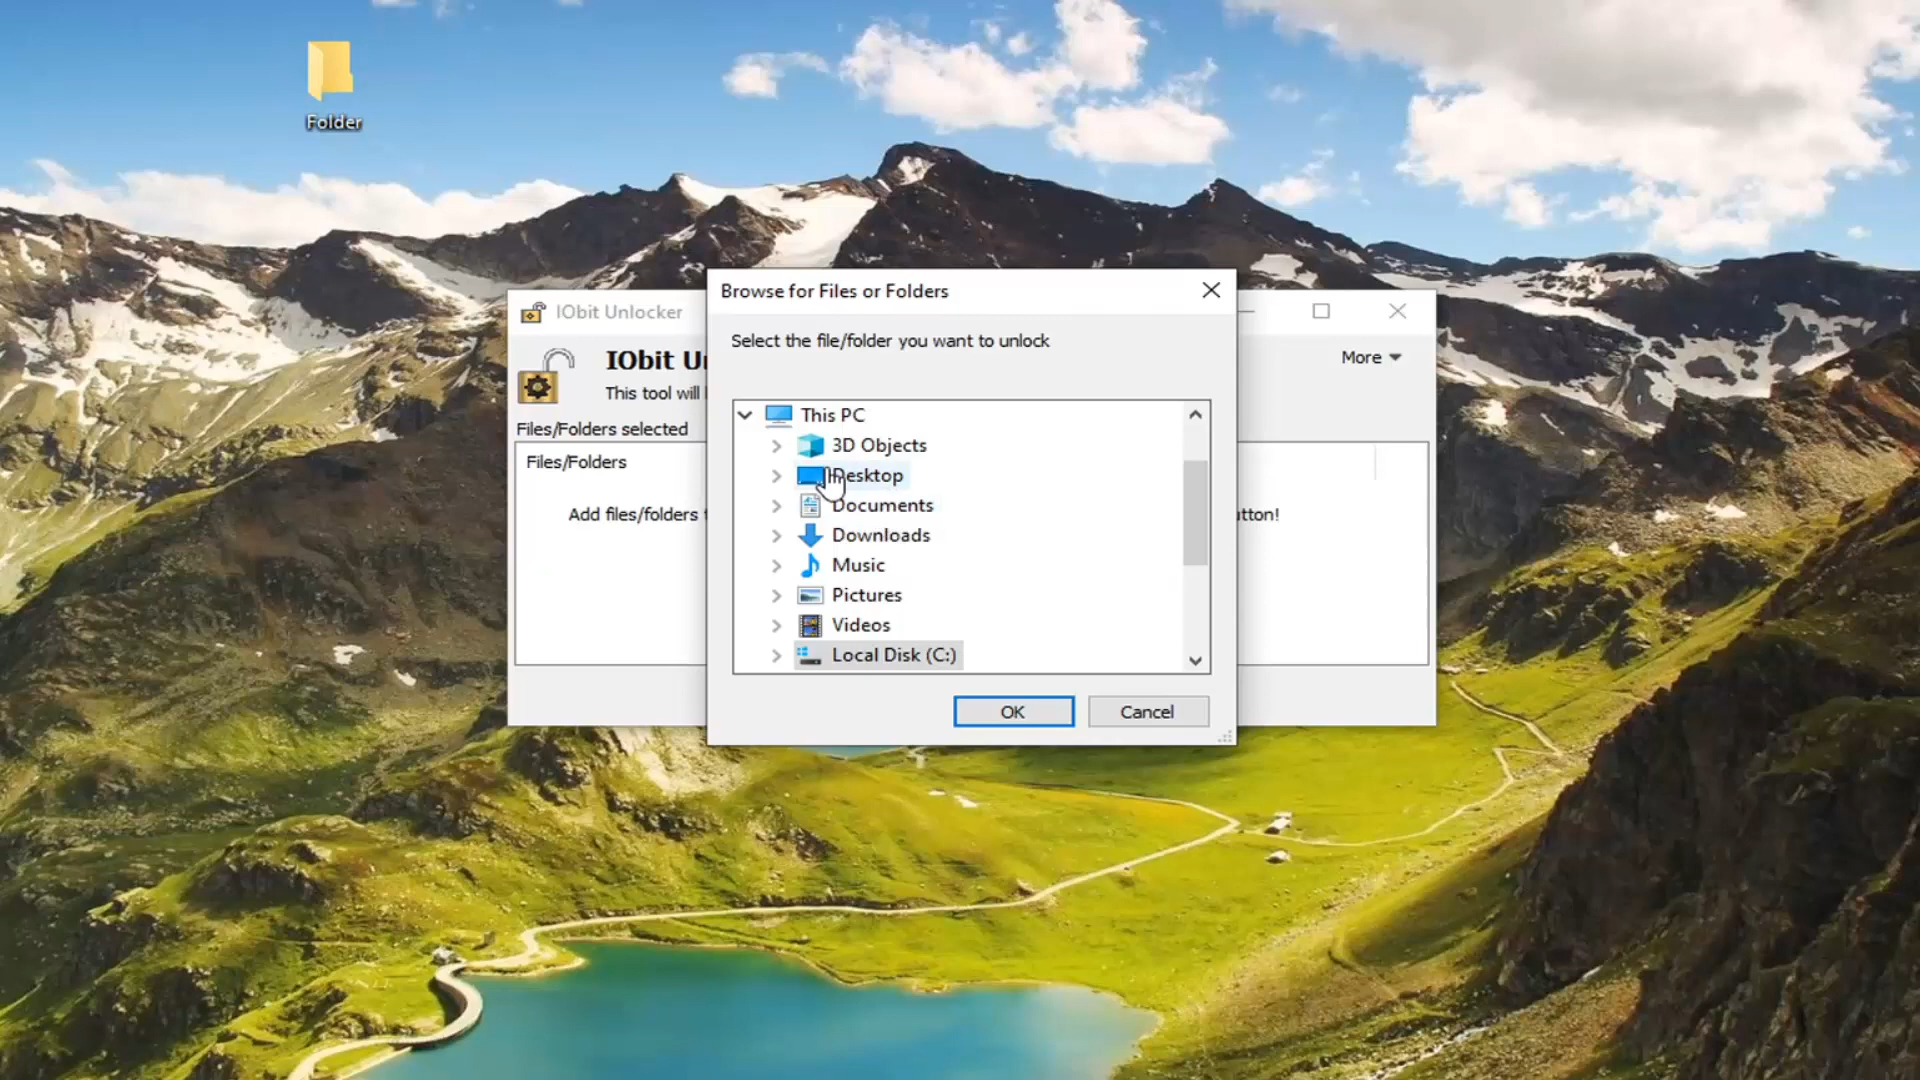 Folder
Browse for Files or Folders
IObit Unlocker
Select the file/folder you want to unlock
IObit U
More
This tool will
This PC
Files/Folders selected
3D Objects
Files/Folders
Desktop
Documents
Add files/folders
utton!
Downloads
Music
Pictures
Videos
Local Disk (C:)
OK
Cancel